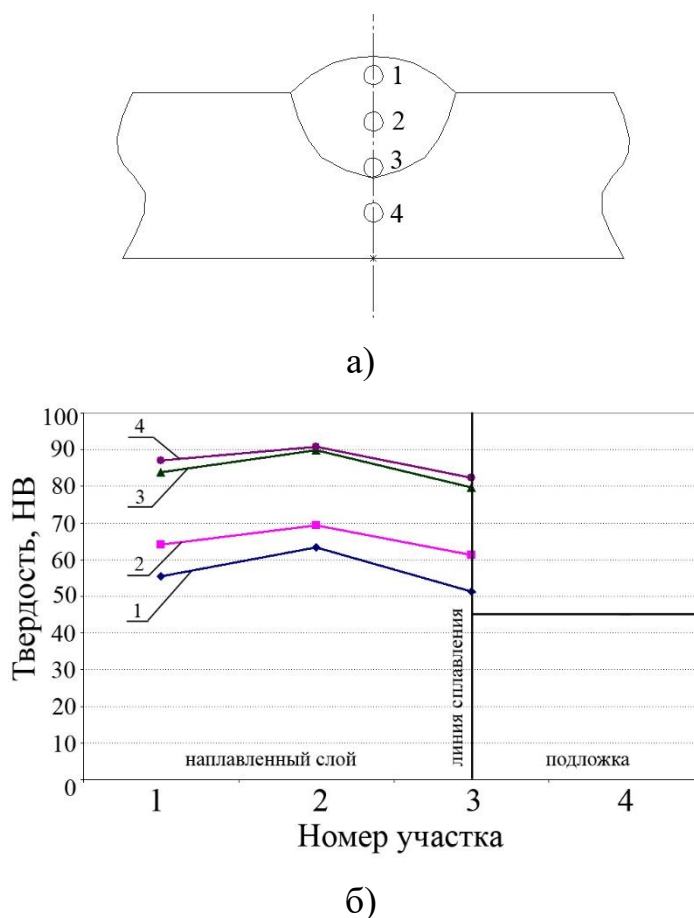 1
2
3
4
а)
100
90
80
70
60
50
40
30
20
10
0
Твердость, НВ
4
3
2
1
линия сплавления
наплавленный слой
подложка
1 2 3 4
Номер участка
б)